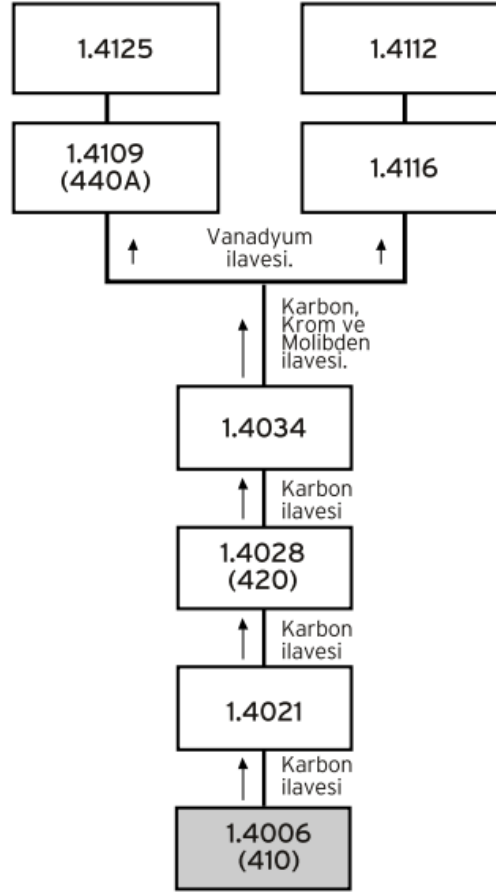 1.4125
1.4112
1.4109
(440A)
1.4116
Vanadyum
ilavesi.
Karbon,
Krom ve
Molibden
ilavesi.
1.4034
Karbon
ilavesi
1.4028
(420)
Karbon
ilavesi
1.4021
Karbon
ilavesi
1.4006
(410)